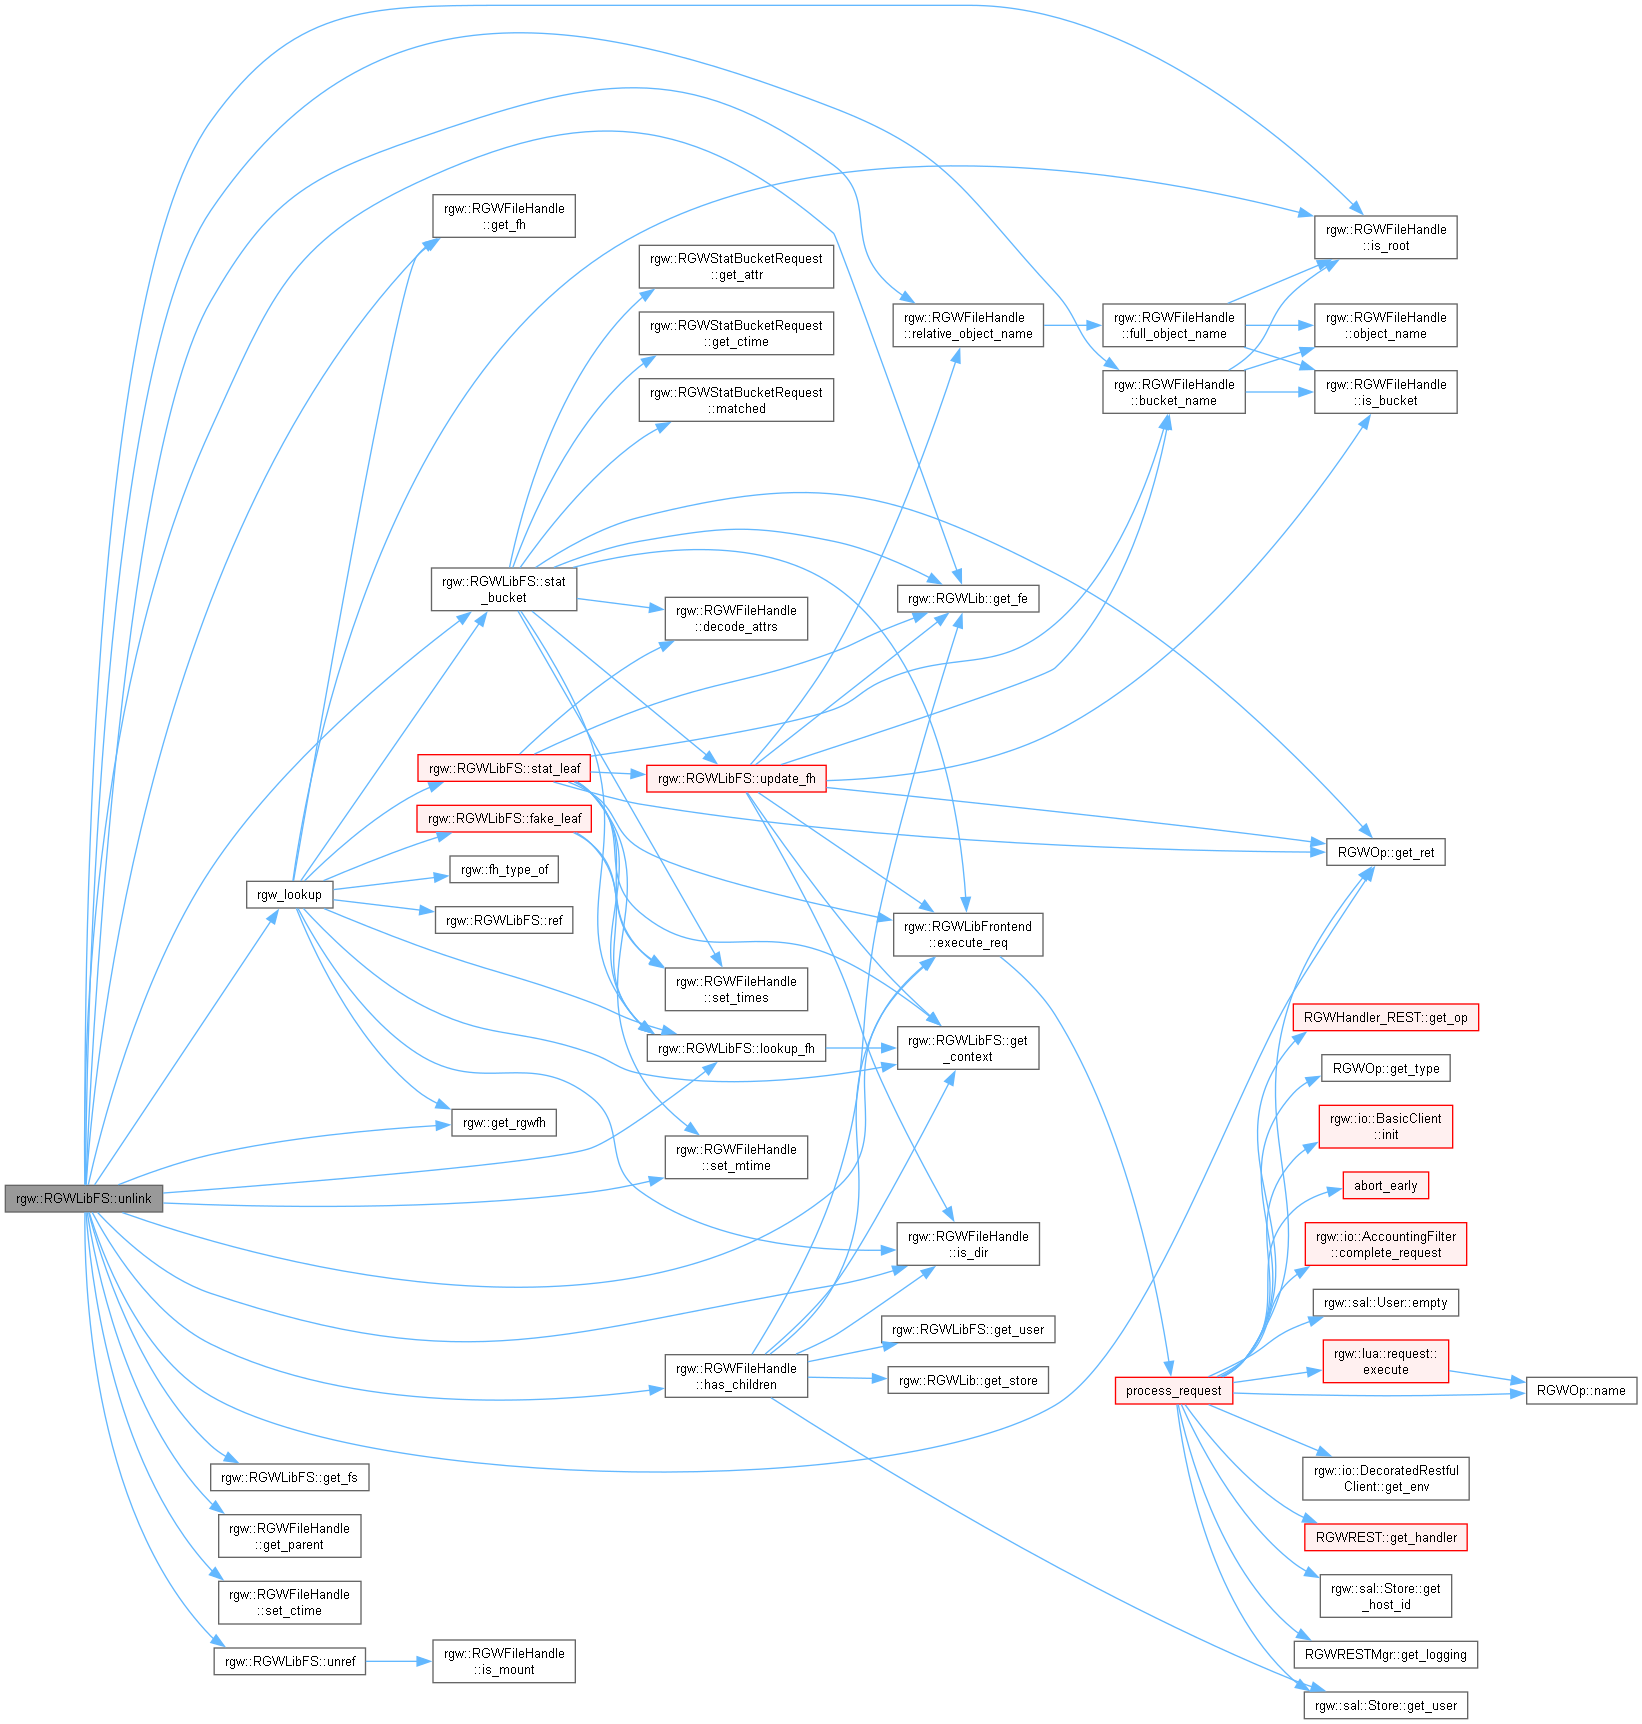 rgw::RGWLibFS::unlink
rgw_lookup
rgw::RGWLibFS::get_fs
rgw::RGWFileHandle
::get_parent
rgw::RGWFileHandle
::set_ctime
rgw::RGWLibFS::unref
rgw::RGWFileHandle
::get_fh
rgw::RGWLibFS::stat
_bucket
rgw::RGWLibFS::stat_leaf
rgw::RGWLibFS::fake_leaf
rgw::fh_type_of
rgw::RGWLibFS::ref
rgw::get_rgwfh
rgw::RGWFileHandle
::is_mount
rgw::RGWStatBucketRequest
::get_attr
rgw::RGWStatBucketRequest
::get_ctime
rgw::RGWStatBucketRequest
::matched
rgw::RGWFileHandle
::decode_attrs
rgw::RGWLibFS::update_fh
rgw::RGWFileHandle
::set_times
rgw::RGWLibFS::lookup_fh
rgw::RGWFileHandle
::set_mtime
rgw::RGWFileHandle
::has_children
rgw::RGWFileHandle
::relative_object_name
rgw::RGWLib::get_fe
rgw::RGWLibFrontend
::execute_req
rgw::RGWLibFS::get
_context
rgw::RGWFileHandle
::is_dir
rgw::RGWLibFS::get_user
rgw::RGWLib::get_store
rgw::RGWFileHandle
::full_object_name
rgw::RGWFileHandle
::bucket_name
process_request
rgw::RGWFileHandle
::is_root
rgw::RGWFileHandle
::object_name
rgw::RGWFileHandle
::is_bucket
RGWOp::get_ret
RGWHandler_REST::get_op
RGWOp::get_type
rgw::io::BasicClient
::init
abort_early
rgw::io::AccountingFilter
::complete_request
rgw::sal::User::empty
rgw::lua::request::
execute
RGWOp::name
rgw::io::DecoratedRestful
Client::get_env
RGWREST::get_handler
rgw::sal::Store::get
_host_id
RGWRESTMgr::get_logging
rgw::sal::Store::get_user